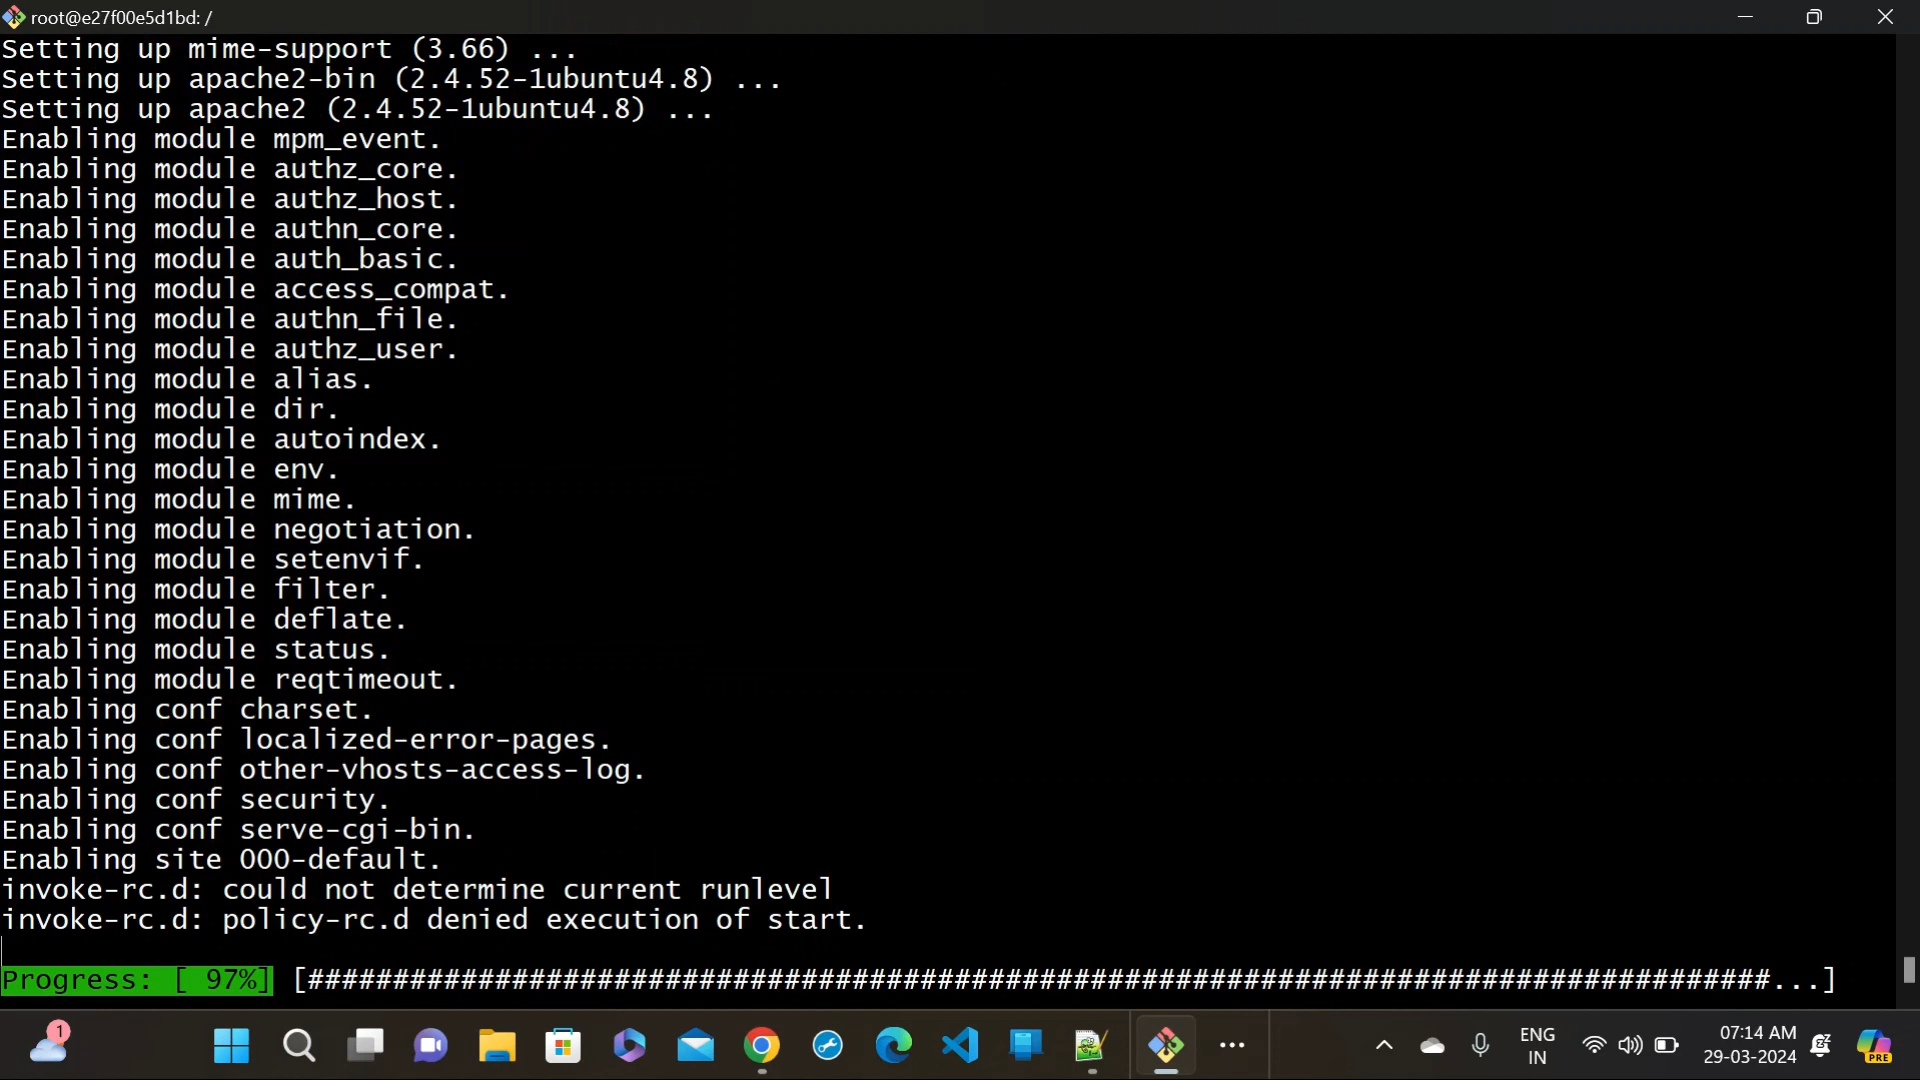 root@e27f00e5d1bd: /
Setting up mime-support (3.66) ...
Setting up apache2-bin (2.4.52-1ubuntu4.8) ...
Setting up apache2 (2.4.52-1ubuntu4.8) ...
Enabling module mpm_event.
Enabling module authz_core.
Enabling module authz_host.
Enabling module authn_core.
Enabling module auth_basic.
Enabling module access_compat.
Enabling module authn_file.
Enabling module authz_user.
Enabling module alias.
Enabling module dir.
Enabling module autoindex.
Enabling module env.
Enabling module mime.
Enabling module negotiation.
Enabling module setenvif.
Enabling module filter.
Enabling module deflate.
Enabling module status.
Enabling module reqtimeout.
Enabling conf charset.
Enabling conf localized-error-pages.
Enabling conf other-vhosts-access-log.
Enabling conf security.
Enabling conf serve-cgi-bin.
Enabling site 000-default.
invoke-rc.d: could not determine current runlevel
invoke-rc.d: policy-rc.d denied execution of start.
Progress: [ 97%] [######################################################################################...]
1
ENG
IN
07:14 AM
29-03-2024
PRE